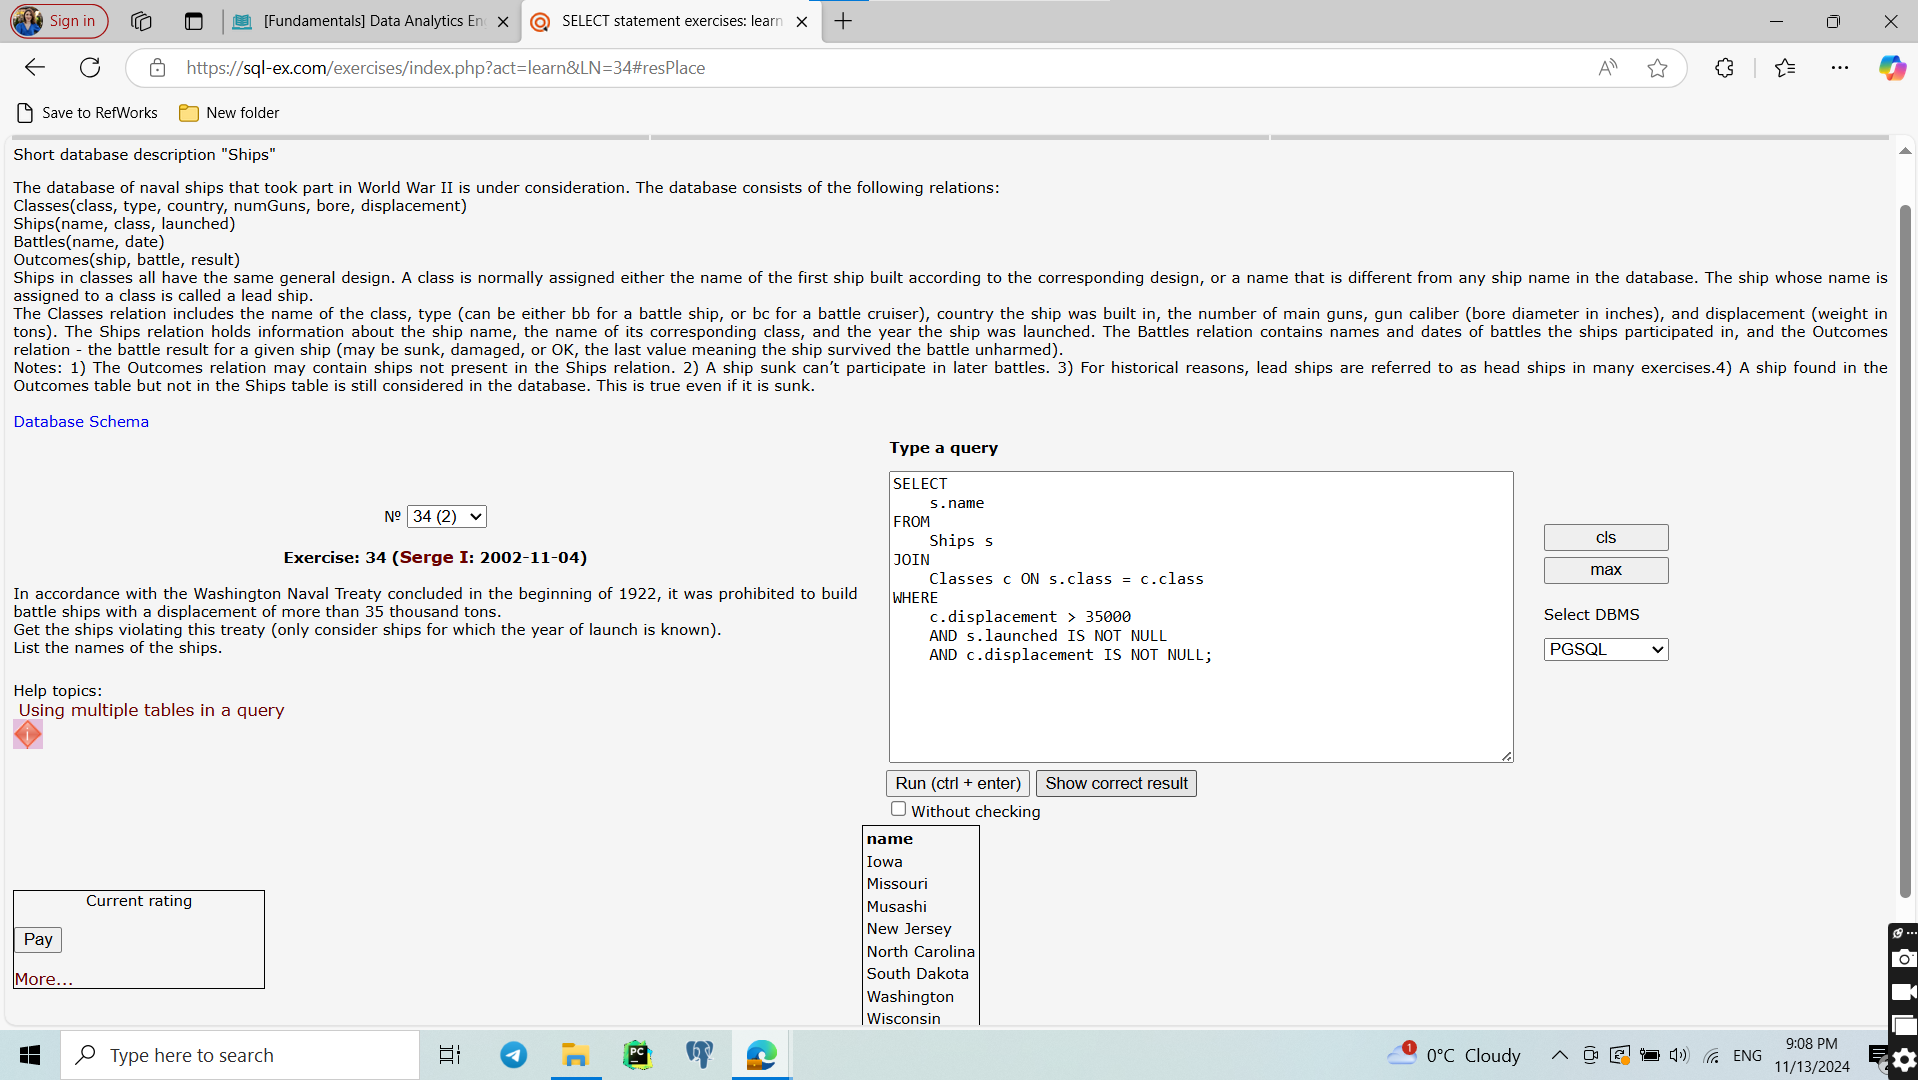 Sign in
[Fundamentals] Data Analytics En
SELECT statement exercises: learn
https://sql-ex.com/exercises/index.php?act=learn&LN=34#resPlace
Save to RefWorks
New folder
Short database description "Ships"
The database of naval ships that took part in World War II is under consideration. The database consists of the following relations:
Classes(class, type, country, numGuns, bore, displacement)
Ships(name, class, launched)
Battles(name, date)
Outcomes(ship, battle, result)
Ships in classes all have the same general design. A class is normally assigned either the name of the first ship built according to the corresponding design, or a name that is different from any ship name in the database. The ship whose name is
assigned to a class is called a lead ship.
The Classes relation includes the name of the class, type (can be either bb for a battle ship, or bc for a battle cruiser), country the ship was built in, the number of main guns, gun caliber (bore diameter in inches), and displacement (weight in
tons). The Ships relation holds information about the ship name, the name of its corresponding class, and the year the ship was launched. The Battles relation contains names and dates of battles the ships participated in, and the Outcomes
relation - the battle result for a given ship (may be sunk, damaged, or OK, the last value meaning the ship survived the battle unharmed).
Notes: 1) The Outcomes relation may contain ships not present in the Ships relation. 2) A ship sunk can't participate in later battles. 3) For historical reasons, lead ships are referred to as head ships in many exercises.4) A ship found in the
Outcomes table but not in the Ships table is still considered in the database. This is true even if it is sunk.
Database Schema
Nº 34 (2)
Exercise: 34 (Serge I: 2002-11-04)
In accordance with the Washington Naval Treaty concluded in the beginning of 1922, it was prohibited to build
battle ships with a displacement of more than 35 thousand tons.
Get the ships violating this treaty (only consider ships for which the year of launch is known).
List the names of the ships.
Help topics:
Using multiple tables in a query
Current rating
Pay
More...
Type a query
SELECT
s.name
FROM
Ships s
JOIN
Classes c ON s.class = c.class
WHERE
c.displacement > 35000
AND s.launched IS NOT NULL
AND c.displacement IS NOT NULL;
cls
max
Select DBMS
PGSQL
Run (ctrl + enter)
Show correct result
Without checking
name
Iowa
Missouri
Musashi
New Jersey
North Carolina
South Dakota
Washington
Wisconsin
Type here to search
PC
1
0°C Cloudy
ENG
9:08 PM
11/13/2024